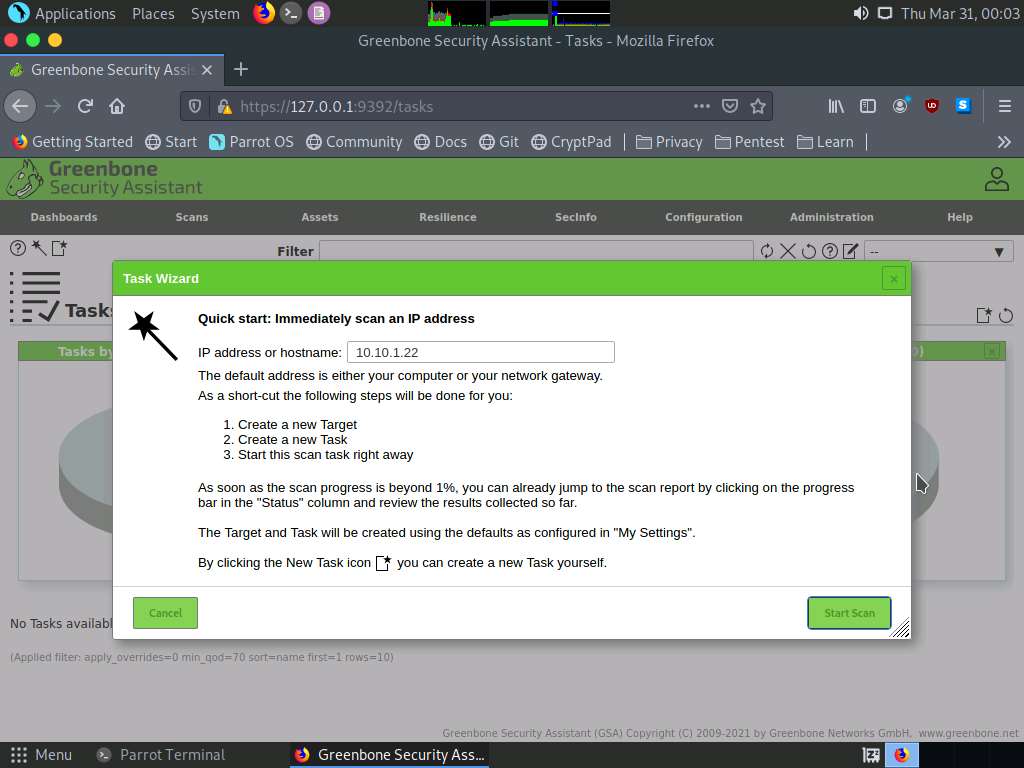 Applications Places System Thu Mar 31, 00:03
Greenbone Security Assistant - Tasks - Mozilla Firefox
Greenbone Security Assis
https://127.0.0.1:9392/tasks
Getting Started Start Parrot OS Community Docs Git CryptPad Privacy Pentest Learn
Greenbone
Security Assistant
Dashboards Scans Assets Resilience SecInfo Configuration Administration Help
Filter --
Task Wizard
Tasks
Quick start: Immediately scan an IP address
Tasks by
0)
IP address or hostname: 10.10.1.22
The default address is either your computer or your network gateway.
As a short-cut the following steps will be done for you:
1. Create a new Target
2. Create a new Task
3. Start this scan task right away
As soon as the scan progress is beyond 1%, you can already jump to the scan report by clicking on the progress
bar in the "Status" column and review the results collected so far.
The Target and Task will be created using the defaults as configured in "My Settings".
By clicking the New Task icon you can create a new Task yourself.
Cancel Start Scan
No Tasks availabl
(Applied filter: apply_overrides=0 min_qod=70 sort=name first=1 rows=10)
Greenbone Security Assistant (GSA) Copyright (C) 2009-2021 by Greenbone Networks GmbH, www.greenbone.net
Menu Parrot Terminal Greenbone Security Ass...